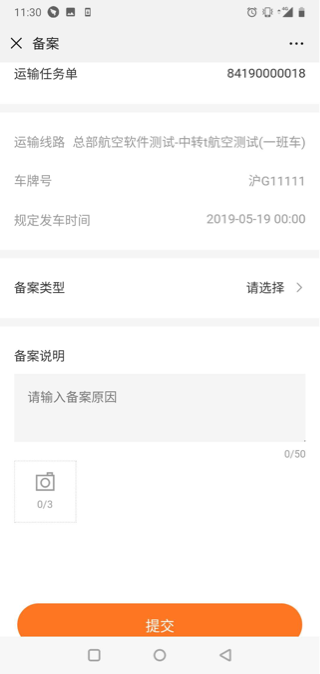 11:30
备案
运输任务单 84190000018
运输线路 总部航空软件测试-中转t航空测试(一班车)
车牌号 沪G11111
规定发车时间 2019-05-19 00:00
备案类型 请选择
备案说明
请输入备案原因
0/50
0/3
提交